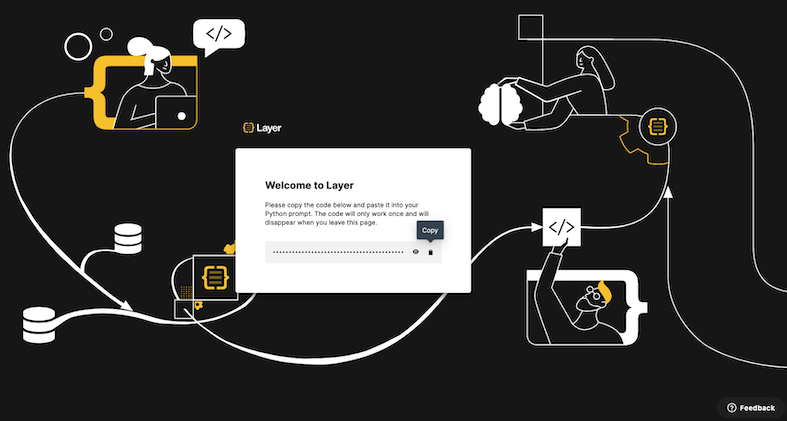 </>
Layer
Welcome to Layer
Please copy the code below and paste it into your
Python prompt. The code will only work once and will
disappear when you leave this page.
Copy
</>
Feedback